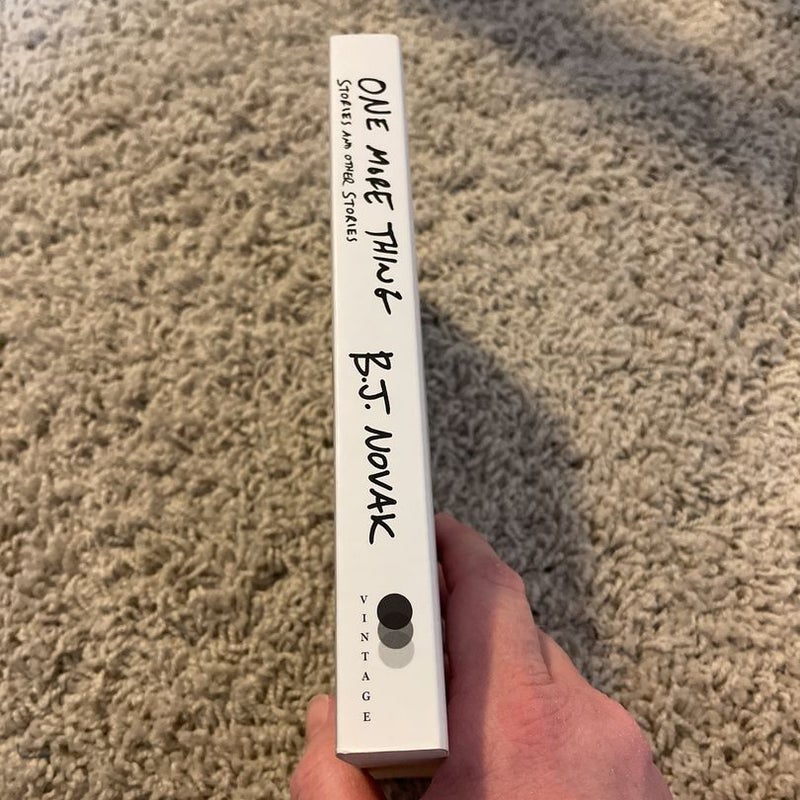 ONE MORE THING
STORIES AND OTHER STORIES
B.J. NOVAK
VINTAGE